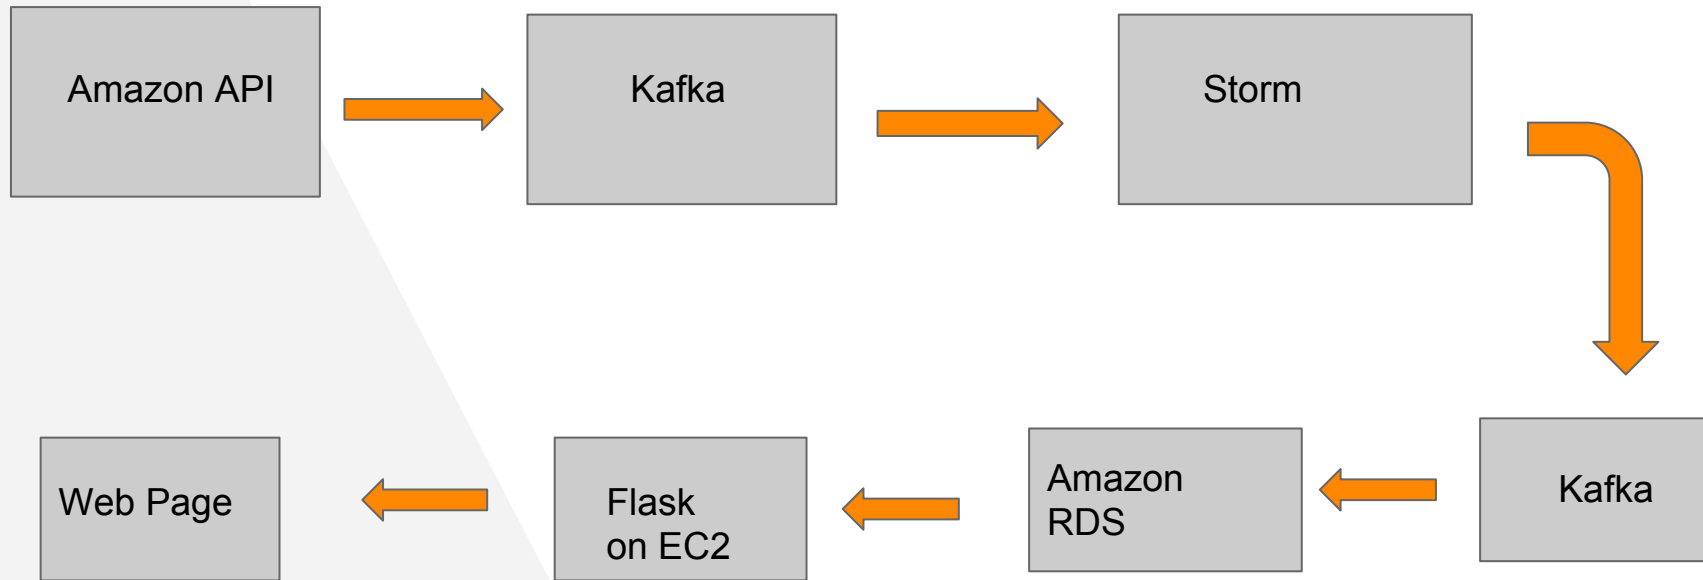 Amazon API
Kafka
Storm
Web Page
Flask
on EC2
Amazon
RDS
Kafka